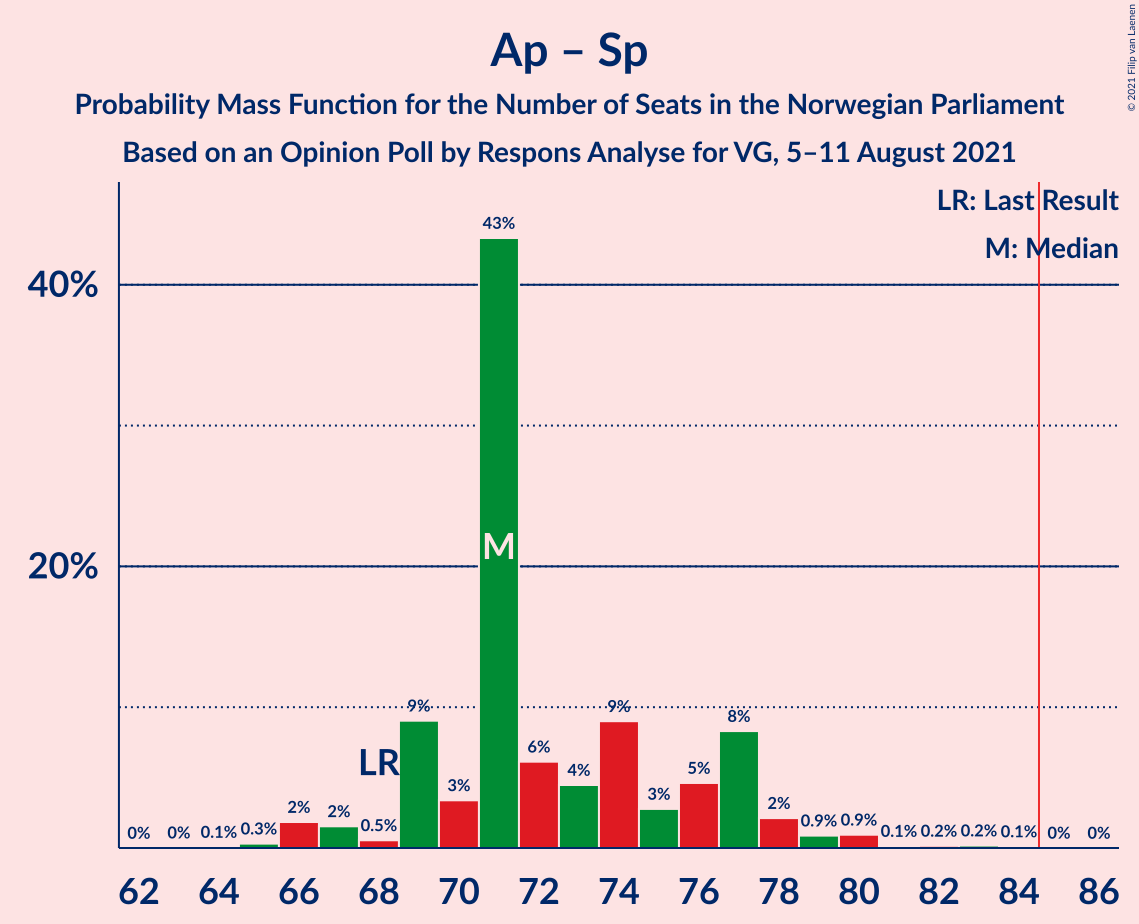 Ap – Sp
Probability Mass Function for the Number of Seats in the Norwegian Parliament
Based on an Opinion Poll by Respons Analyse for VG, 5–11 August 2021
© 2021 Filip van Laenen
LR: Last Result
M: Median
43%
40%
M
20%
9% 9% 8%
LR 6% 4% 5%
3% 3%
0% 0% 0.1% 0.3% 2% 2% 0.5% 2% 0.9% 0.9% 0.1% 0.2% 0.2% 0.1% 0% 0%
62 64 66 68 70 72 74 76 78 80 82 84 86